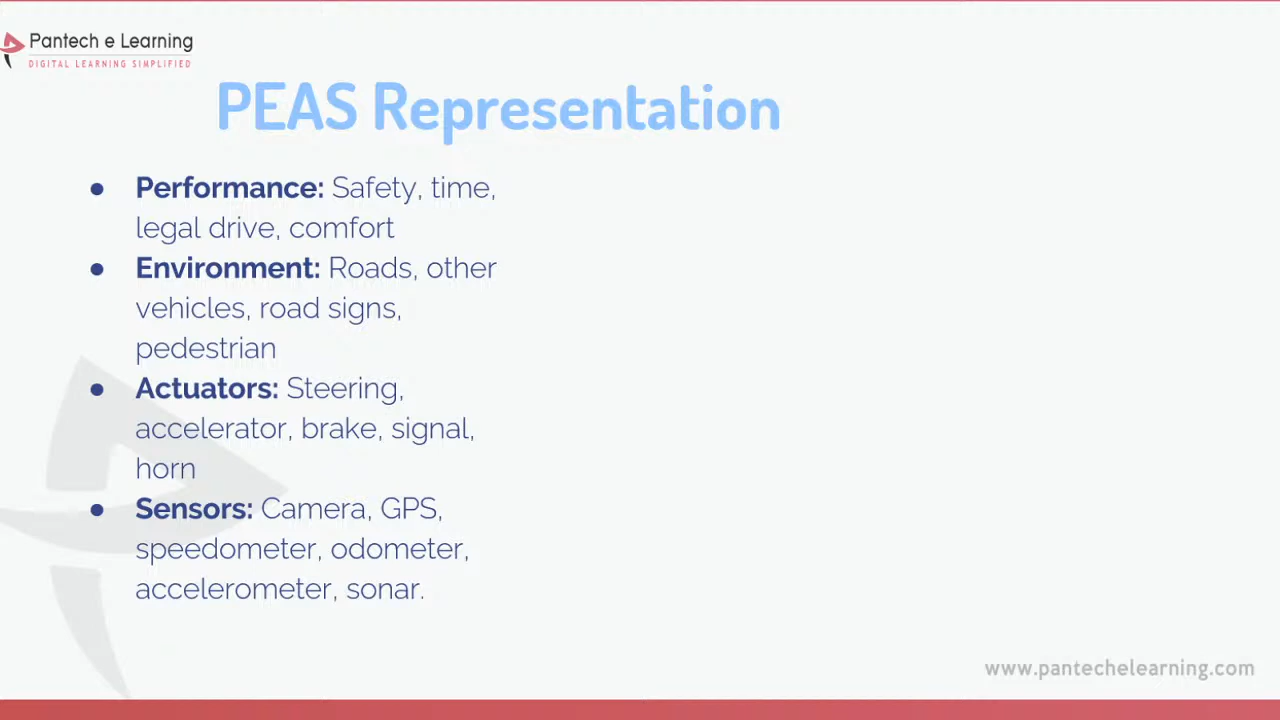 Pantech e Learning
DIGITAL LEARNING SIMPLIFIED
PEAS Representation
● Performance: Safety, time,
legal drive, comfort
● Environment: Roads, other
vehicles, road signs,
pedestrian
● Actuators: Steering,
accelerator, brake, signal,
horn
● Sensors: Camera, GPS,
speedometer, odometer,
accelerometer, sonar.
www.pantechelearning.com